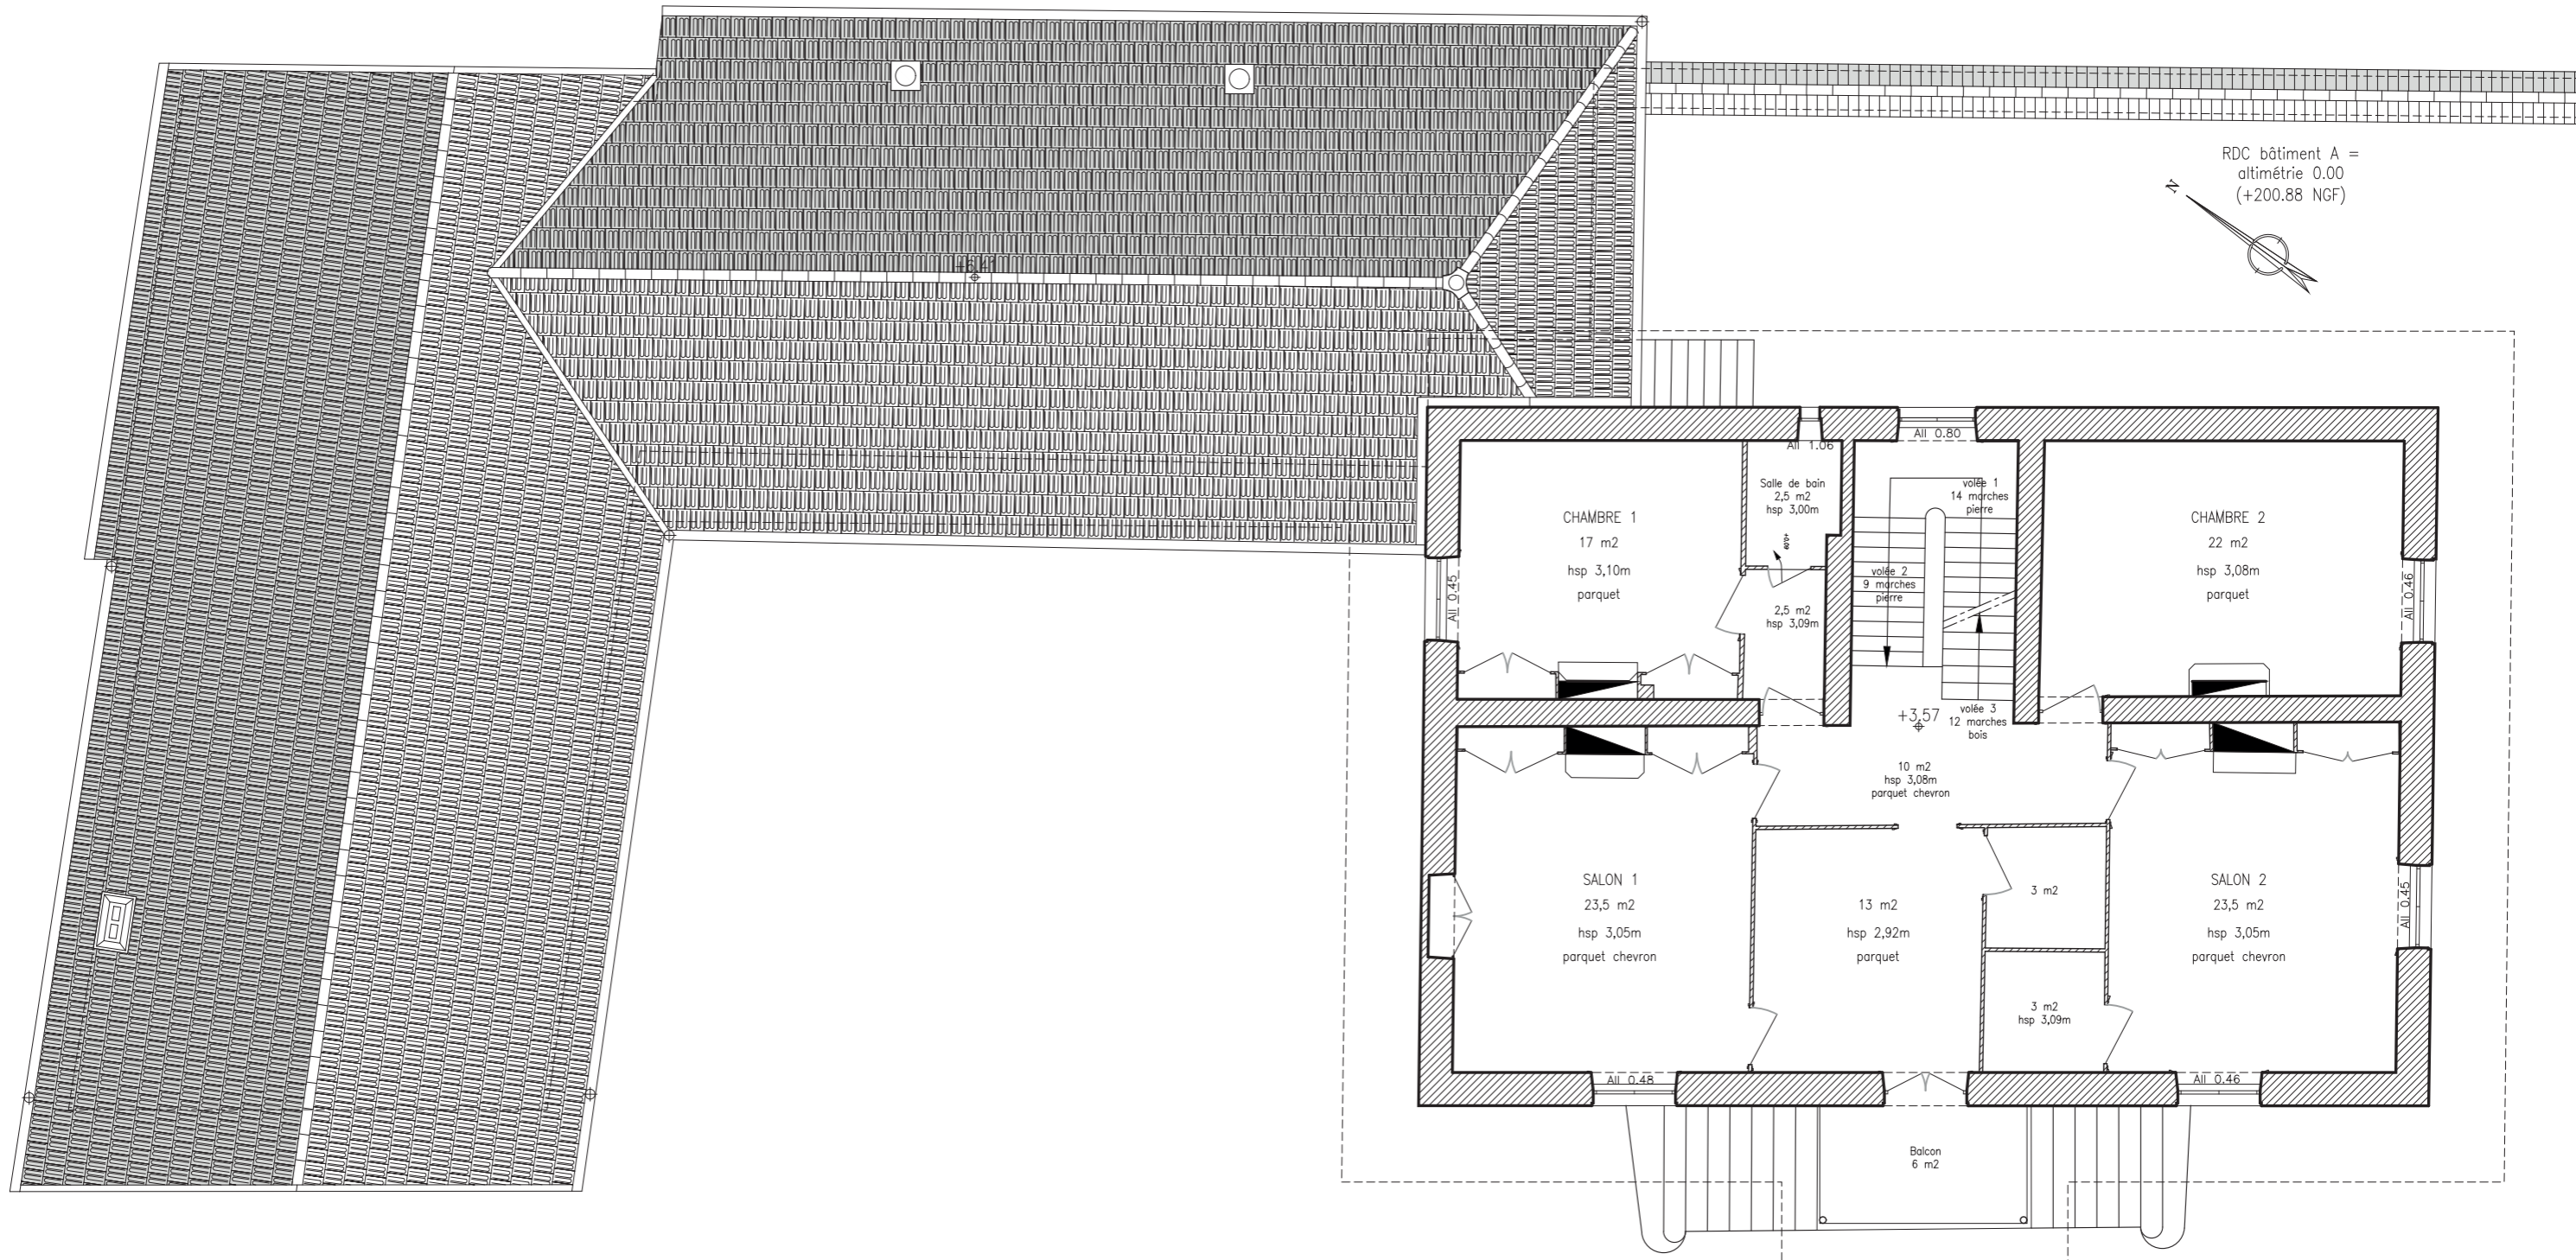 RDC bâtiment A =
altimétrie 0.00
(+200.88 NGF)
N
+6,41
All 1.06
All 0.80
Salle de bain
2,5 m2
hsp 3,00m
volée 1
14 marches
pierre
CHAMBRE 1
17 m2
hsp 3,10m
parquet
CHAMBRE 2
22 m2
hsp 3,08m
parquet
+0,09
volée 2
9 marches
pierre
All 0.45
All 0.46
2,5 m2
hsp 3,09m
+3,57
volée 3
12 marches
bois
10 m2
hsp 3,08m
parquet chevron
SALON 1
23,5 m2
hsp 3,05m
parquet chevron
13 m2
hsp 2,92m
parquet
3 m2
SALON 2
23,5 m2
hsp 3,05m
parquet chevron
All 0.45
3 m2
hsp 3,09m
All 0.48
All 0.46
Balcon
6 m2